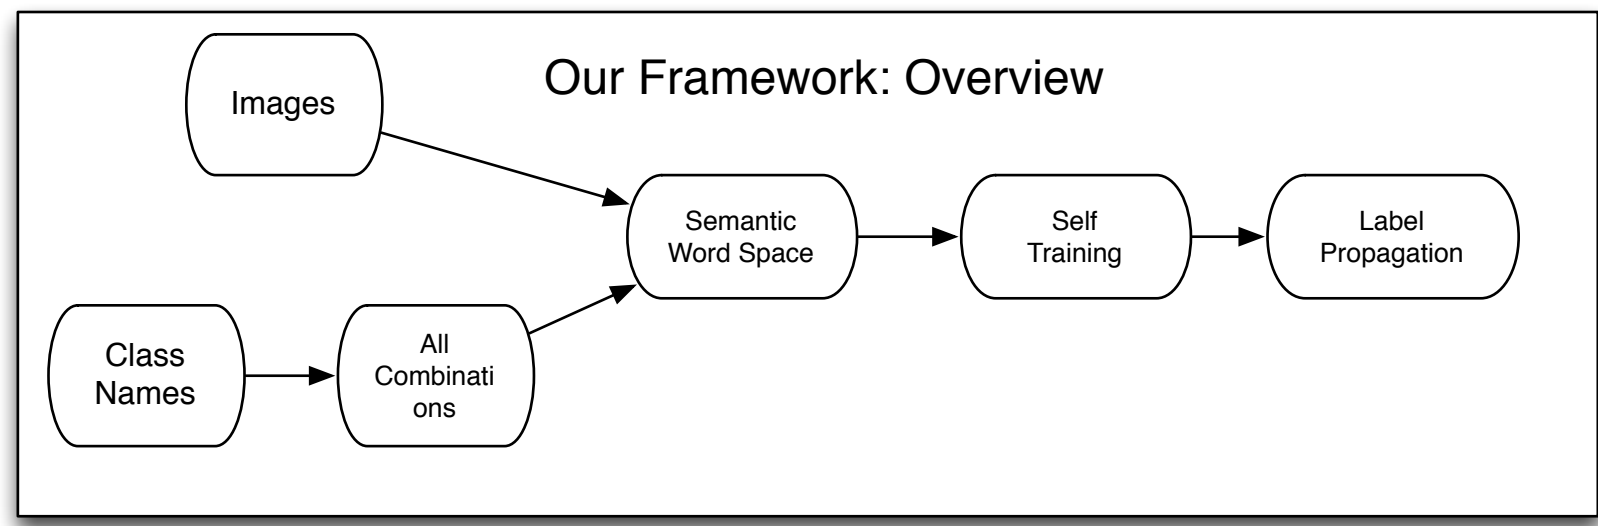 Our Framework: Overview
Images
Semantic
Word Space
Self
Training
Label
Propagation
Class
Names
All
Combinati
ons